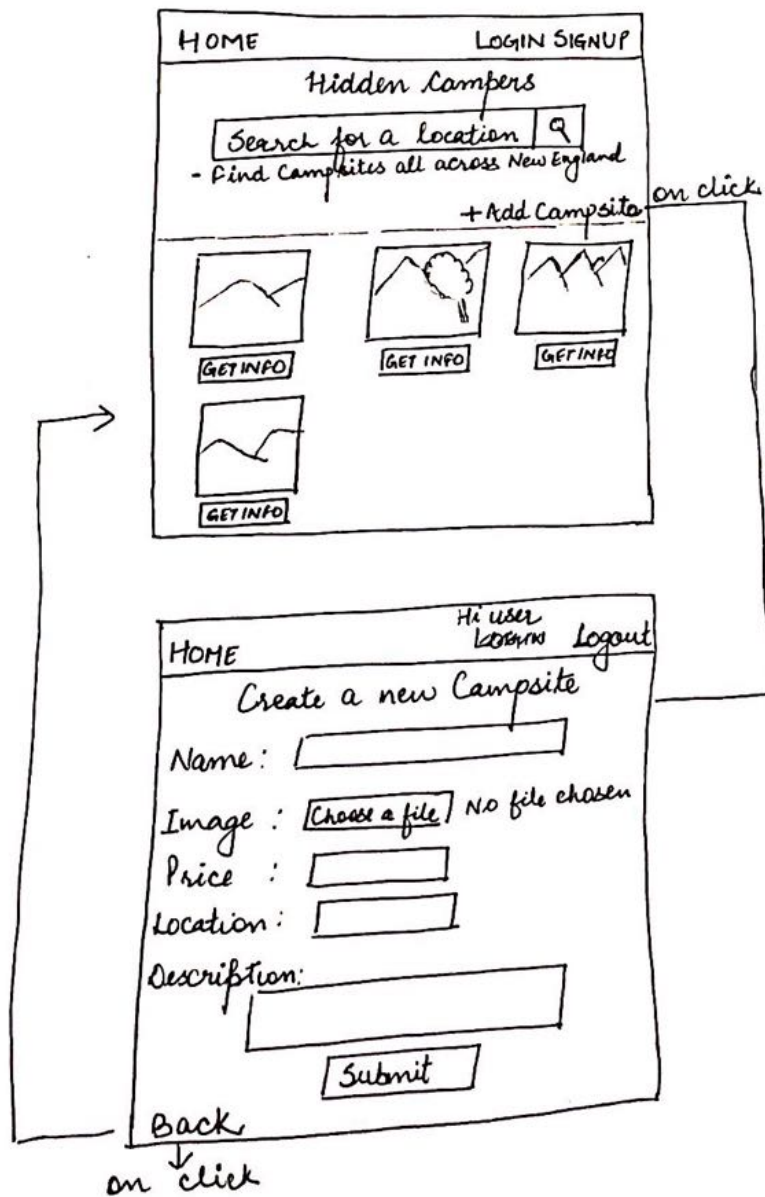 HOME LOGIN SIGNUP
Hidden Campers
Search for a location
- Find Campsites all across New England
+Add Campsite on click
GET INFO GET INFO GET INFO
GET INFO
Hi user
HOME Logout
Create a new Campsite
Name:
Image : Choose a file No file chosen
Price :
Location:
Description:
Submit
Back
on click